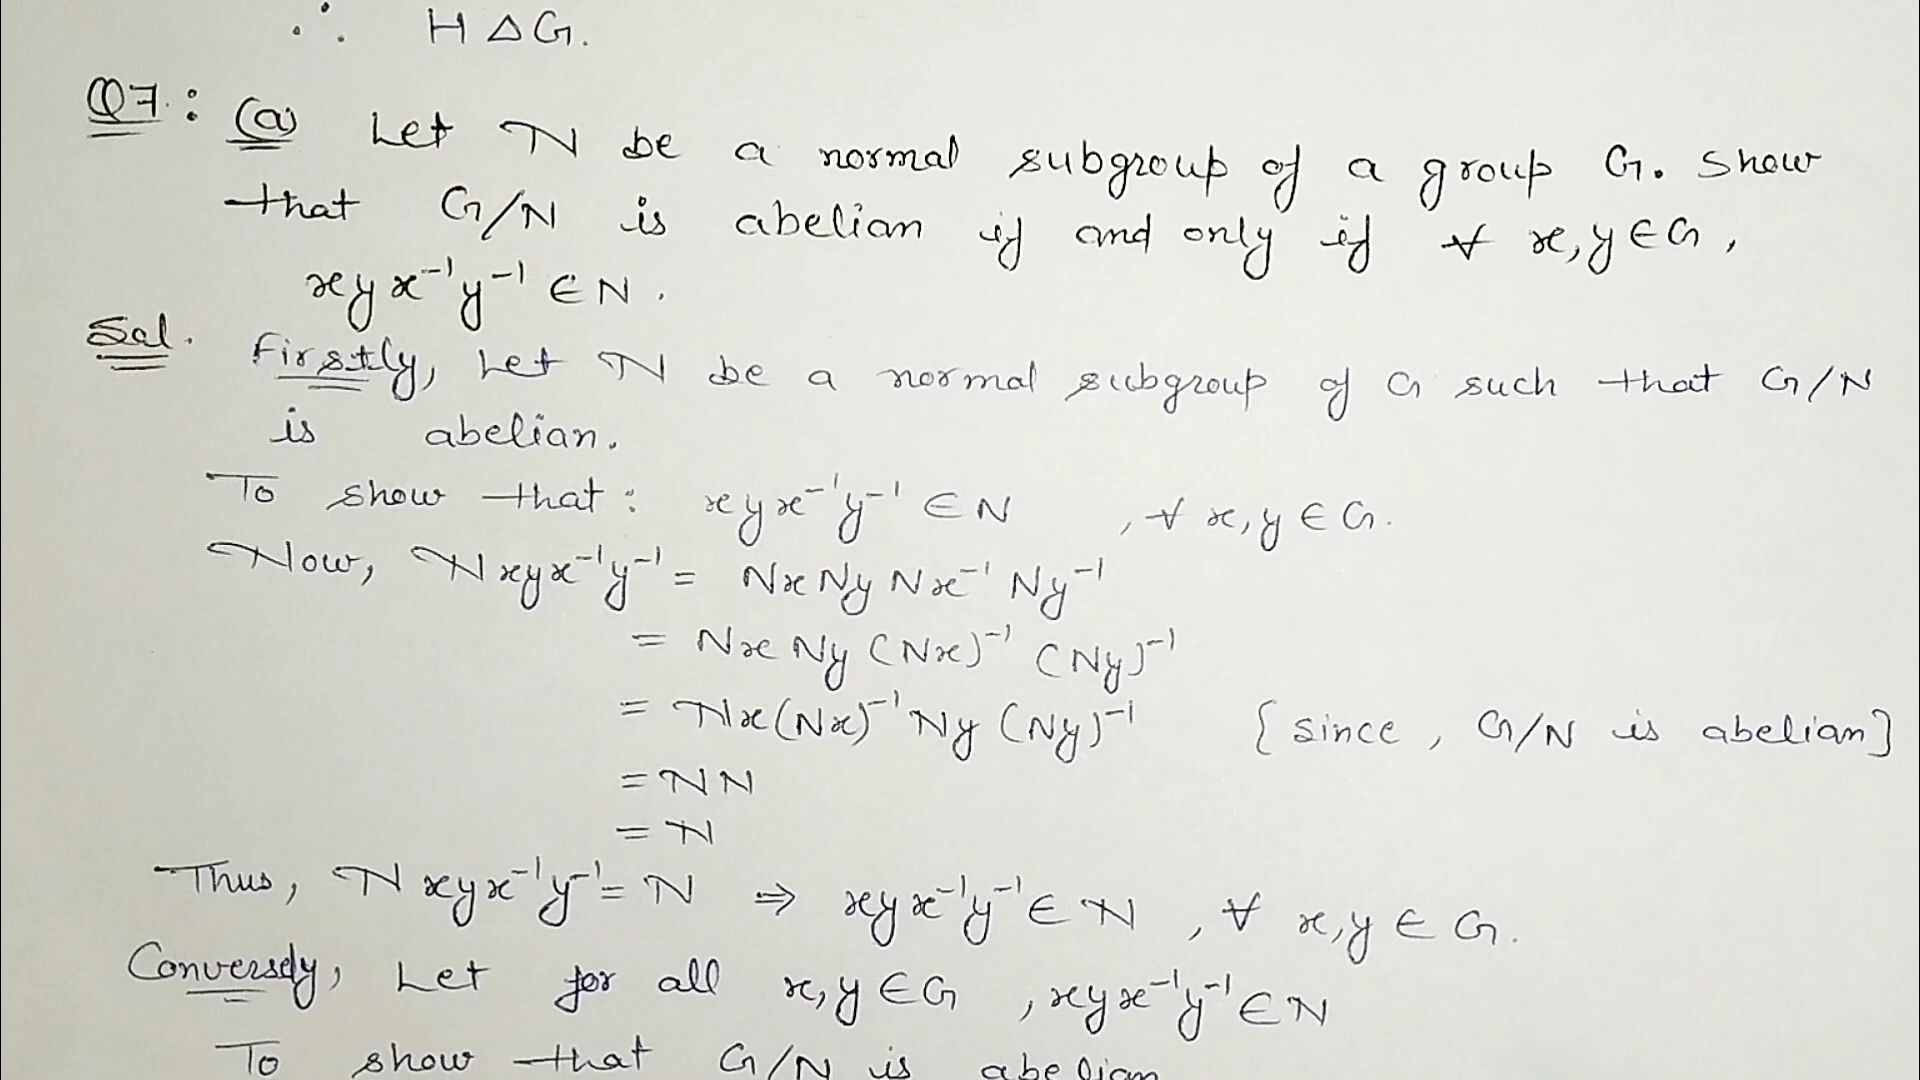 ∴ H △ G.
Q7: (a) Let N be a normal subgroup of a group G. Show
that G/N is abelian if and only if ∀ x, y ∈ G,
xyx⁻¹y⁻¹ ∈ N.
Sol. Firstly, Let N be a normal subgroup of G such that G/N
is abelian.
To show that: xyx⁻¹y⁻¹ ∈ N , ∀ x, y ∈ G.
Now, Nxyx⁻¹y⁻¹ = Nx Ny Nx⁻¹ Ny⁻¹
= Nx Ny (Nx)⁻¹ (Ny)⁻¹
= Nx (Nx)⁻¹ Ny (Ny)⁻¹ [since, G/N is abelian]
= NN
= N
Thus, Nxyx⁻¹y⁻¹ = N ⇒ xyx⁻¹y⁻¹ ∈ N , ∀ x, y ∈ G.
Conversely, Let for all x, y ∈ G , xyx⁻¹y⁻¹ ∈ N
To show that G/N is abelian